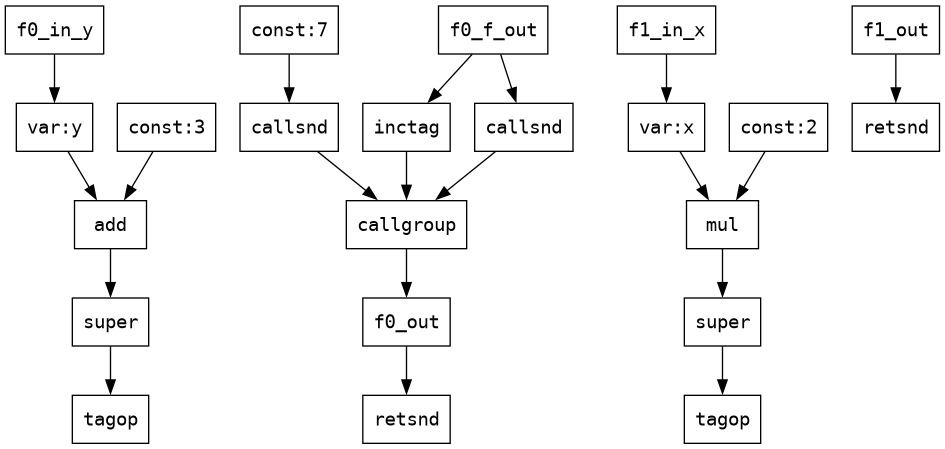 f0_in_y
const:7
f0_f_out
f1_in_x
f1_out
var:y
const:3
callsnd
inctag
callsnd
var:x
const:2
retsnd
add
callgroup
mul
super
f0_out
super
tagop
retsnd
tagop